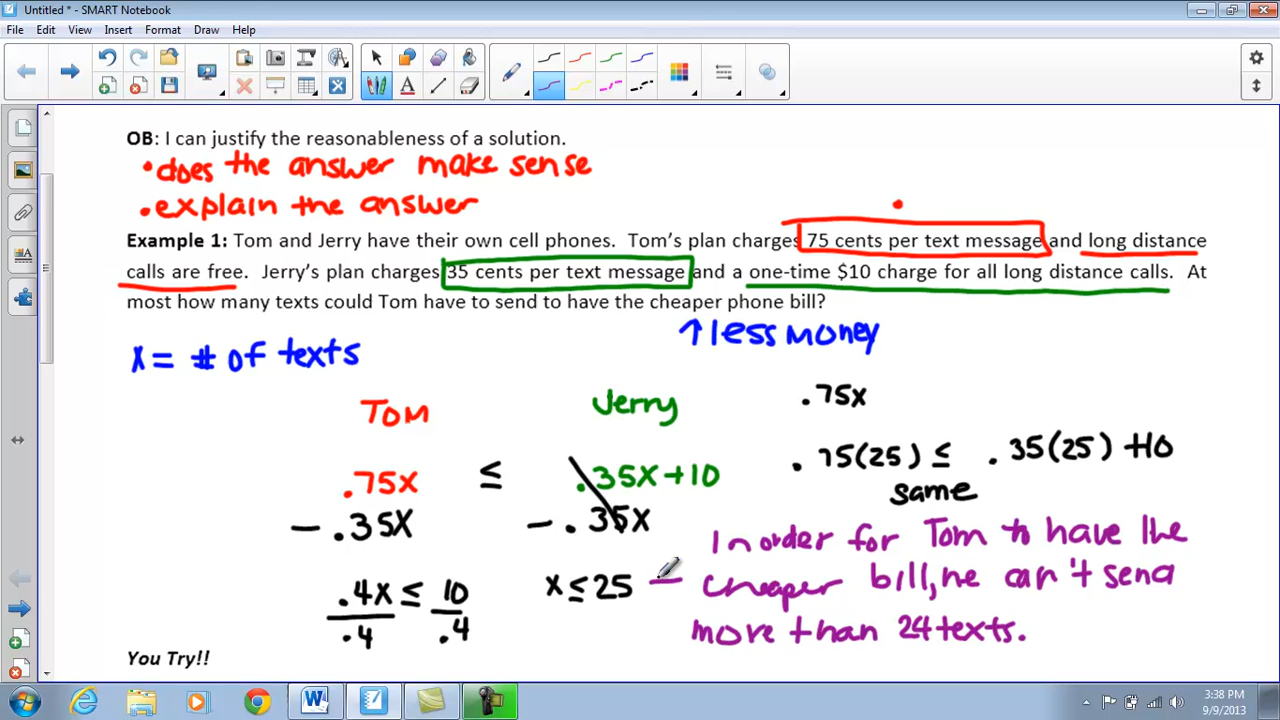 Untitled * - SMART Notebook
File Edit View Insert Format Draw Help
OB: I can justify the reasonableness of a solution.
• does the answer make sense
• explain the answer
Example 1: Tom and Jerry have their own cell phones. Tom's plan charges 75 cents per text message and long distance
calls are free. Jerry's plan charges 35 cents per text message and a one-time $10 charge for all long distance calls. At
most how many texts could Tom have to send to have the cheaper phone bill?
↑ less money
x = # of texts
Tom Jerry
.75x
.75x ≤ .35x + 10
.75(25) ≤ .35(25) + 10
same
- .35x - .35x
.4x ≤ 10
.4 .4
x ≤ 25 —
In order for Tom to have the
cheaper bill, he can't send
more than 24 texts.
You Try!!
3:38 PM
9/9/2013